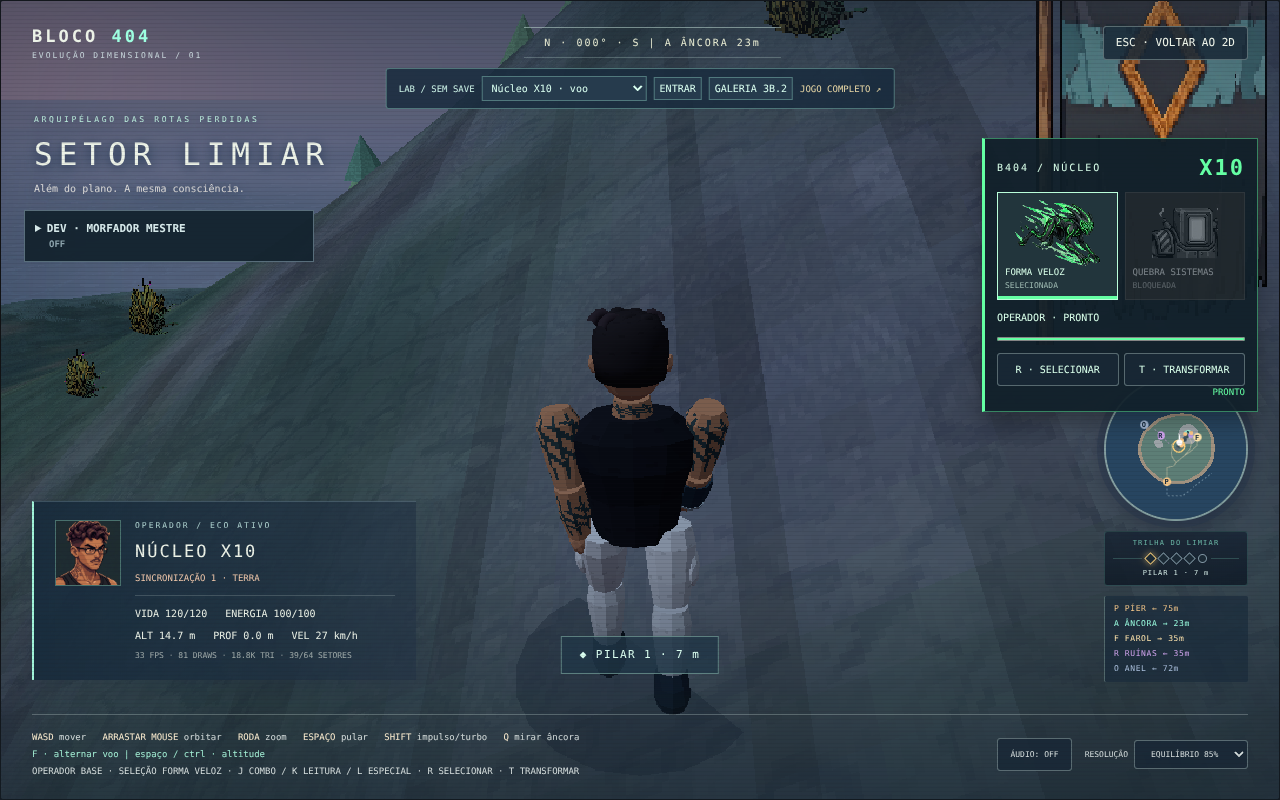 BLOCO 404
EVOLUÇÃO DIMENSIONAL / 01
N · 000° · S | A ÂNCORA 23m
ESC · VOLTAR AO 2D
LAB / SEM SAVE
Núcleo X10 · voo
ENTRAR
GALERIA 3B.2
JOGO COMPLETO ↗
ARQUIPÉLAGO DAS ROTAS PERDIDAS
SETOR LIMIAR
Além do plano. A mesma consciência.
▶ DEV · MORFADOR MESTRE
OFF
B404 / NÚCLEO
X10
FORMA VELOZ
SELECIONADA
QUEBRA SISTEMAS
BLOQUEADA
OPERADOR · PRONTO
R · SELECIONAR
T · TRANSFORMAR
PRONTO
O
R
F
P
TRILHA DO LIMIAR
PILAR 1 · 7 m
P PÍER ← 75m
A ÂNCORA → 23m
F FAROL → 35m
R RUÍNAS ← 35m
O ANEL ← 72m
OPERADOR / ECO ATIVO
NÚCLEO X10
SINCRONIZAÇÃO 1 · TERRA
VIDA 120/120 ENERGIA 100/100
ALT 14.7 m PROF 0.0 m VEL 27 km/h
33 FPS · 81 DRAWS · 18.8K TRI · 39/64 SETORES
◆ PILAR 1 · 7 m
WASD mover ARRASTAR MOUSE orbitar RODA zoom ESPAÇO pular SHIFT impulso/turbo Q mirar âncora
F · alternar voo | espaço / ctrl · altitude
OPERADOR BASE · SELEÇÃO FORMA VELOZ · J COMBO / K LEITURA / L ESPECIAL · R SELECIONAR · T TRANSFORMAR
ÁUDIO: OFF
RESOLUÇÃO
EQUILÍBRIO 85%